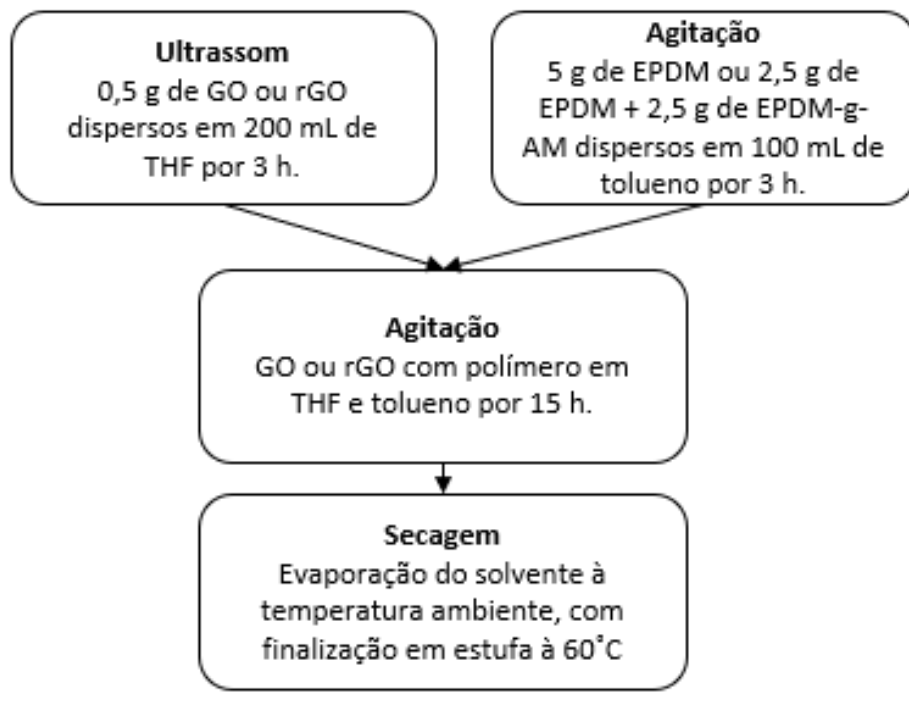 Ultrassom
0,5 g de GO ou rGO
dispersos em 200 mL de
THF por 3 h.
Agitação
5 g de EPDM ou 2,5 g de
EPDM + 2,5 g de EPDM-g-
AM dispersos em 100 mL de
tolueno por 3 h.
Agitação
GO ou rGO com polímero em
THF e tolueno por 15 h.
Secagem
Evaporação do solvente à
temperatura ambiente, com
finalização em estufa à 60˚C